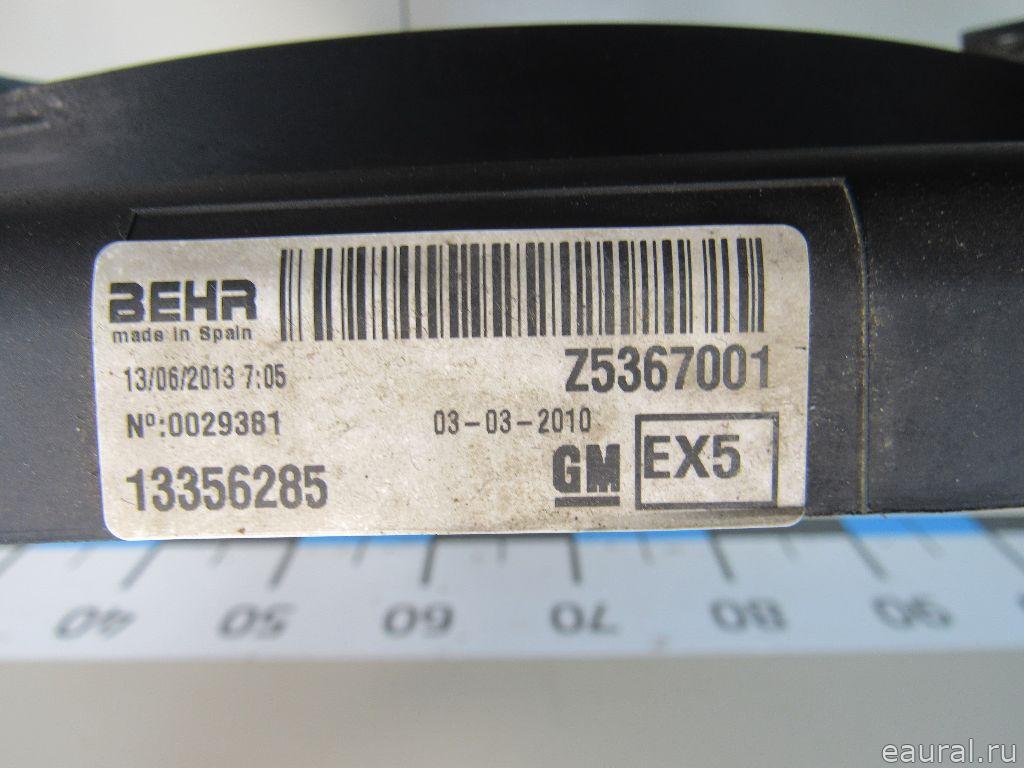 BEHR
made in Spain
13/06/2013 7:05
Z5367001
Nº:0029381
03-03-2010
13356285
GM
EX5
40 50 60 70 80 90
eaural.ru